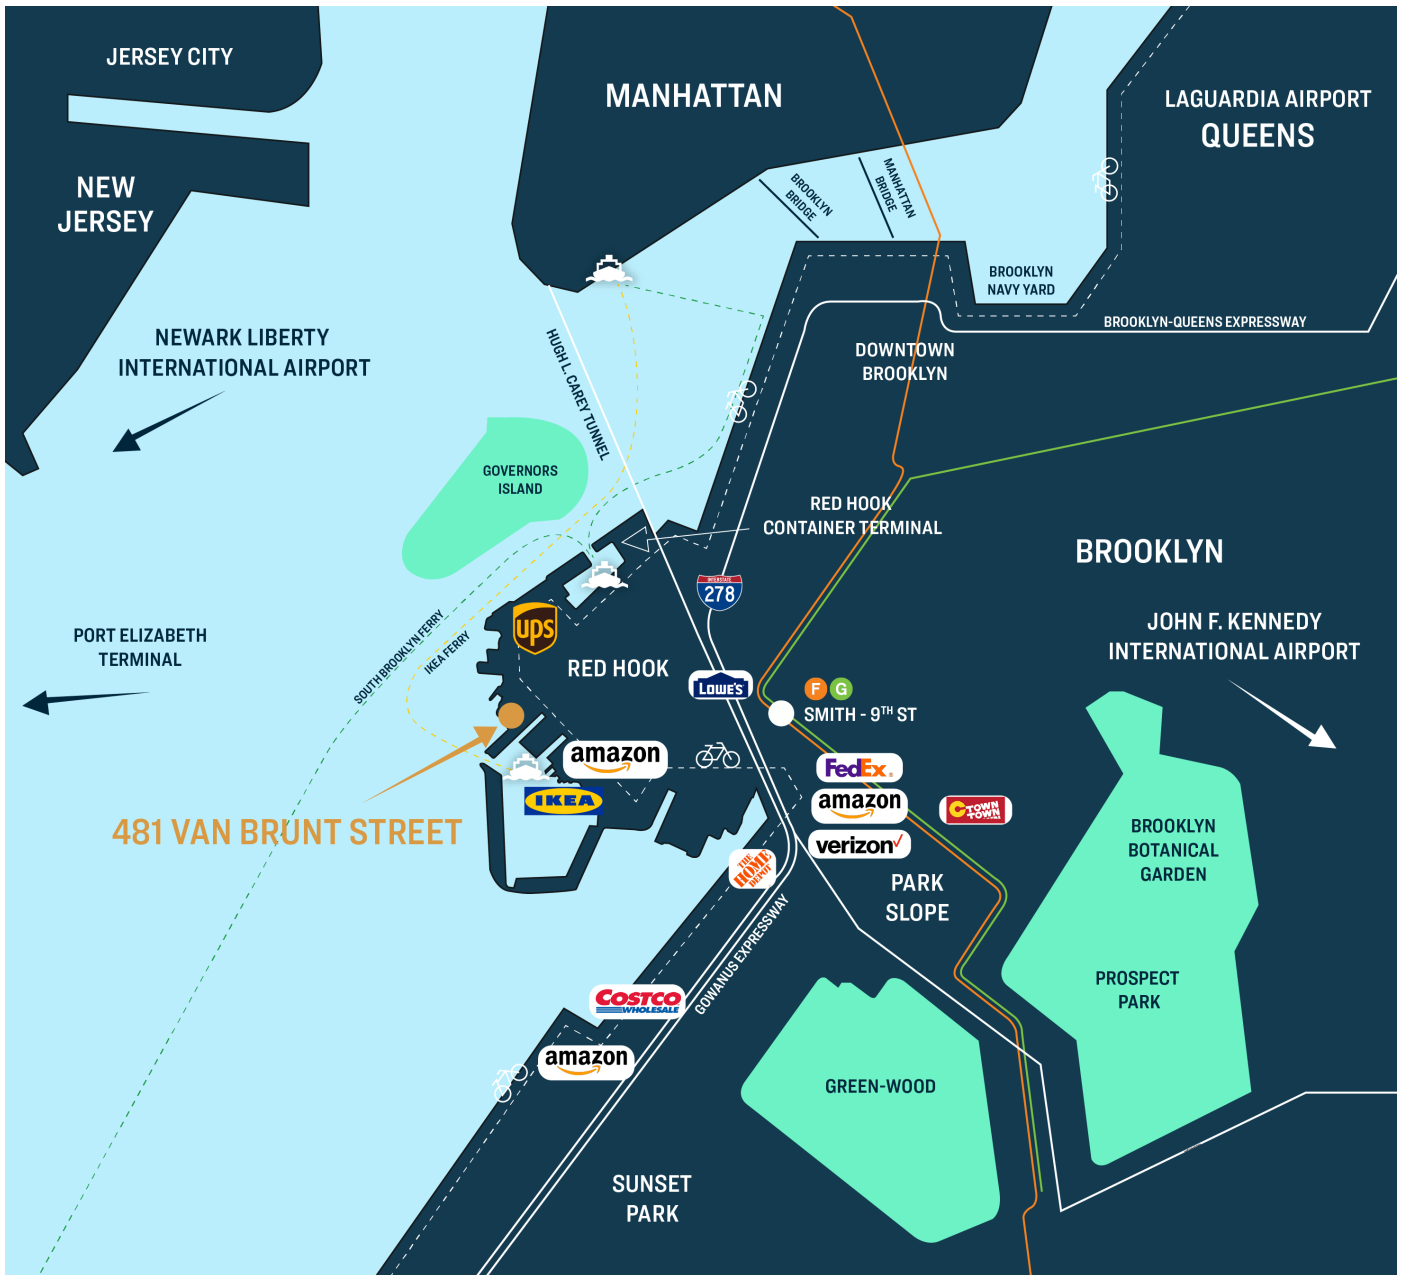 JERSEY CITY
MANHATTAN
LAGUARDIA AIRPORT
QUEENS
NEW
JERSEY
BROOKLYN
BRIDGE
MANHATTAN
BRIDGE
BROOKLYN
NAVY YARD
BROOKLYN-QUEENS EXPRESSWAY
NEWARK LIBERTY
INTERNATIONAL AIRPORT
HUGH L. CAREY TUNNEL
DOWNTOWN
BROOKLYN
GOVERNORS
ISLAND
RED HOOK
CONTAINER TERMINAL
BROOKLYN
INTERSTATE
278
ups
PORT ELIZABETH
TERMINAL
SOUTH BROOKLYN FERRY
IKEA FERRY
RED HOOK
LOWE'S
JOHN F. KENNEDY
INTERNATIONAL AIRPORT
F G
SMITH - 9TH ST
amazon
FedEx
IKEA
amazon
C TOWN
TOWN
481 VAN BRUNT STREET
verizon
THE
HOME
DEPOT
BROOKLYN
BOTANICAL
GARDEN
PARK
SLOPE
GOWANUS EXPRESSWAY
PROSPECT
PARK
COSTCO
WHOLESALE
amazon
GREEN-WOOD
SUNSET
PARK